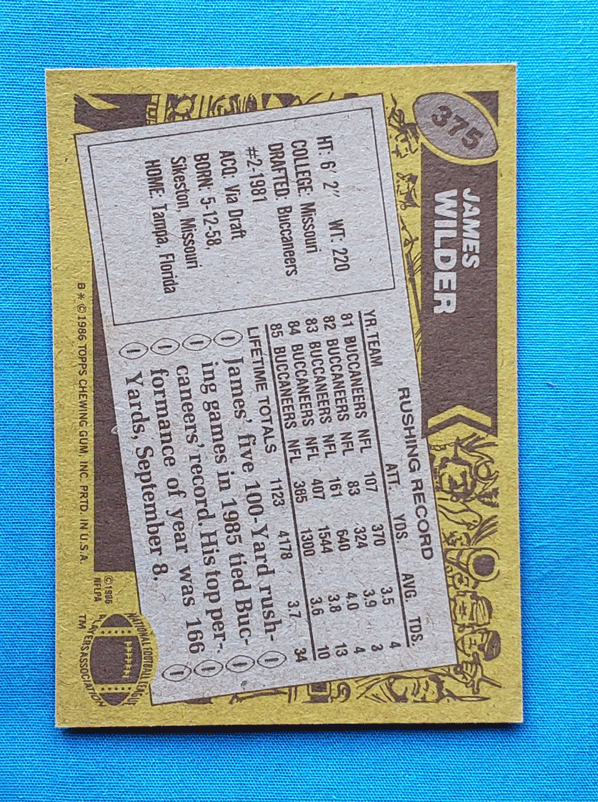 375
JAMES
WILDER
HT: 6' 2" WT: 220
COLLEGE: Missouri
DRAFTED: Buccaneers
#2-1981
ACQ: Via Draft
BORN: 5-12-58,
Sikeston, Missouri
HOME: Tampa, Florida
RUSHING RECORD
YR. TEAM ATT. YDS. AVG. TDS.
81 BUCCANEERS NFL 107 370 3.5 4
82 BUCCANEERS NFL 83 324 3.9 3
83 BUCCANEERS NFL 161 640 4.0 4
84 BUCCANEERS NFL 407 1544 3.8 13
85 BUCCANEERS NFL 365 1300 3.6 10
LIFETIME TOTALS 1123 4178 3.7 34
James' five 100-Yard rush-
ing games in 1985 tied Buc-
caneers' record. His top per-
formance of year was 166
Yards, September 8.
©1986
NFLPA
NATIONAL FOOTBALL LEAGUE
PLAYERS ASSOCIATION
TM
B * © 1986 TOPPS CHEWING GUM, INC. PRTD. IN U.S.A.